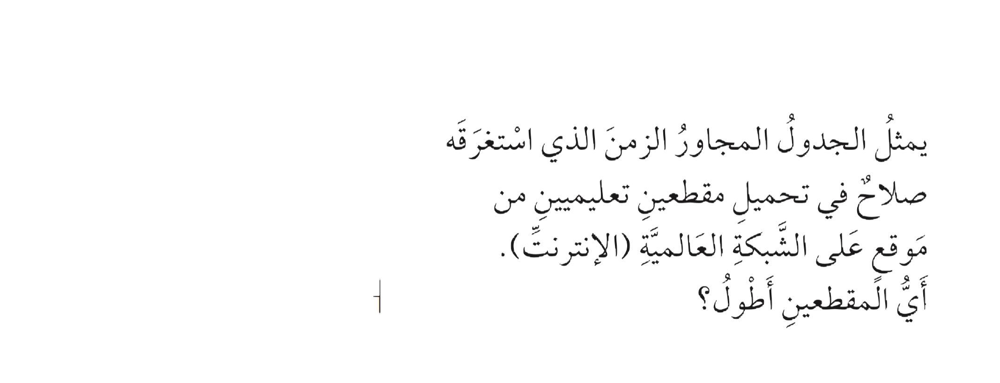 يمثلُ الجدولُ المجاورُ الزمنَ الذي اسْتغرَقَه
صلاحٌ في تحميلِ مقطعينِ تعليميينِ من
مَوقعٍ عَلى الشَّبكةِ العَالميَّةِ (الإنترنتِّ).
أَيُّ المقطعينِ أَطْولُ؟